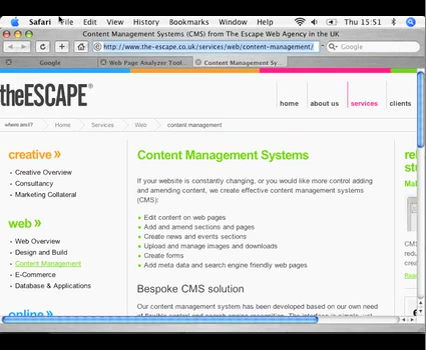 Safari File Edit View History Bookmarks Window Help Thu 15:51
Content Management Systems (CMS) from The Escape Web Agency in the UK
http://www.the-escape.co.uk/services/web/content-management/ Google
Google Web Page Analyzer Tool... Content Management Sy...
theESCAPE®
home about us services clients
where am I? Home Services Web content management
creative »
Creative Overview
Consultancy
Marketing Collateral
web »
Web Overview
Design and Build
Content Management
E-Commerce
Database & Applications
online »
Content Management Systems
If your website is constantly changing, or you would like more control adding
and amending content, we create effective content management systems
(CMS):
Edit content on web pages
Add and amend sections and pages
Create news and events sections
Upload and manage images and downloads
Create forms
Add meta data and search engine friendly web pages
Bespoke CMS solution
Our content management system has been developed based on our own need
rel
stu
Mal
CMS